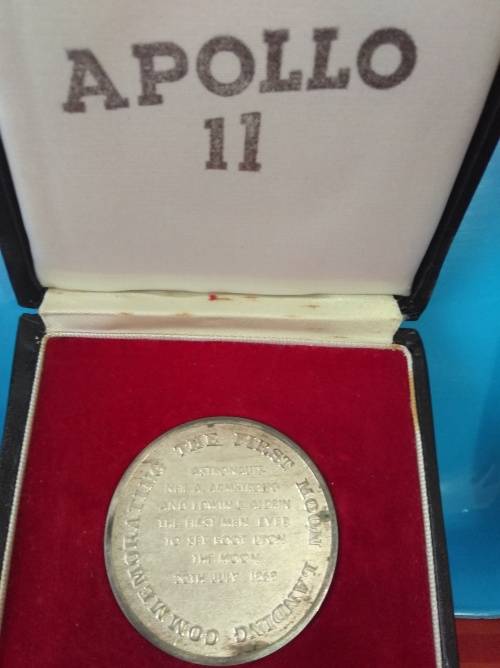 APOLLO
11
COMMEMORATING THE FIRST MOON LANDING
ASTRONAUTS
NEIL A. ARMSTRONG
AND EDWIN E. ALDRIN
THE FIRST MEN EVER
TO SET FOOT UPON
THE MOON
20TH JULY 1969